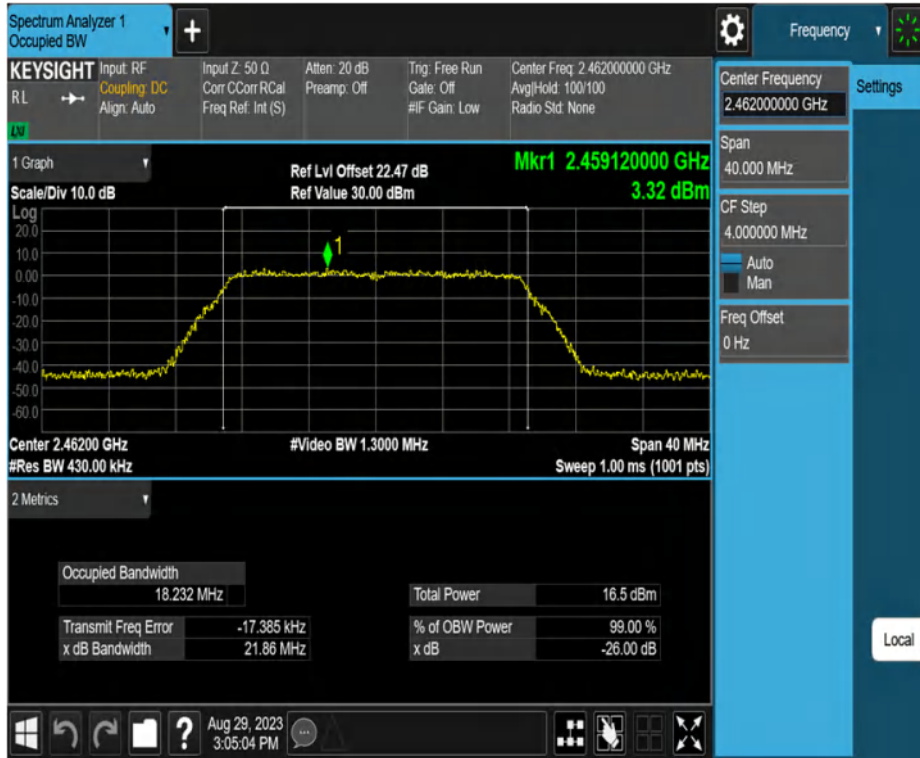 Spectrum Analyzer 1
Occupied BW
Frequency
KEYSIGHT
RL
LXI
Input: RF
Coupling: DC
Align: Auto
Input Z: 50 Ω
Corr CCorr RCal
Freq Ref: Int (S)
Atten: 20 dB
Preamp: Off
Trig: Free Run
Gate: Off
#IF Gain: Low
Center Freq: 2.462000000 GHz
Avg|Hold: 100/100
Radio Std: None
1 Graph
Scale/Div 10.0 dB
Ref Lvl Offset 22.47 dB
Ref Value 30.00 dBm
Mkr1 2.459120000 GHz
3.32 dBm
Log
20.0
10.0
0.00
-10.0
-20.0
-30.0
-40.0
-50.0
-60.0
1
Center 2.46200 GHz
#Res BW 430.00 kHz
#Video BW 1.3000 MHz
Span 40 MHz
Sweep 1.00 ms (1001 pts)
2 Metrics
Occupied Bandwidth
18.232 MHz
Transmit Freq Error -17.385 kHz
x dB Bandwidth 21.86 MHz
Total Power 16.5 dBm
% of OBW Power 99.00 %
x dB -26.00 dB
Center Frequency
2.462000000 GHz
Span
40.000 MHz
CF Step
4.000000 MHz
Auto
Man
Freq Offset
0 Hz
Settings
Local
?
Aug 29, 2023
3:05:04 PM